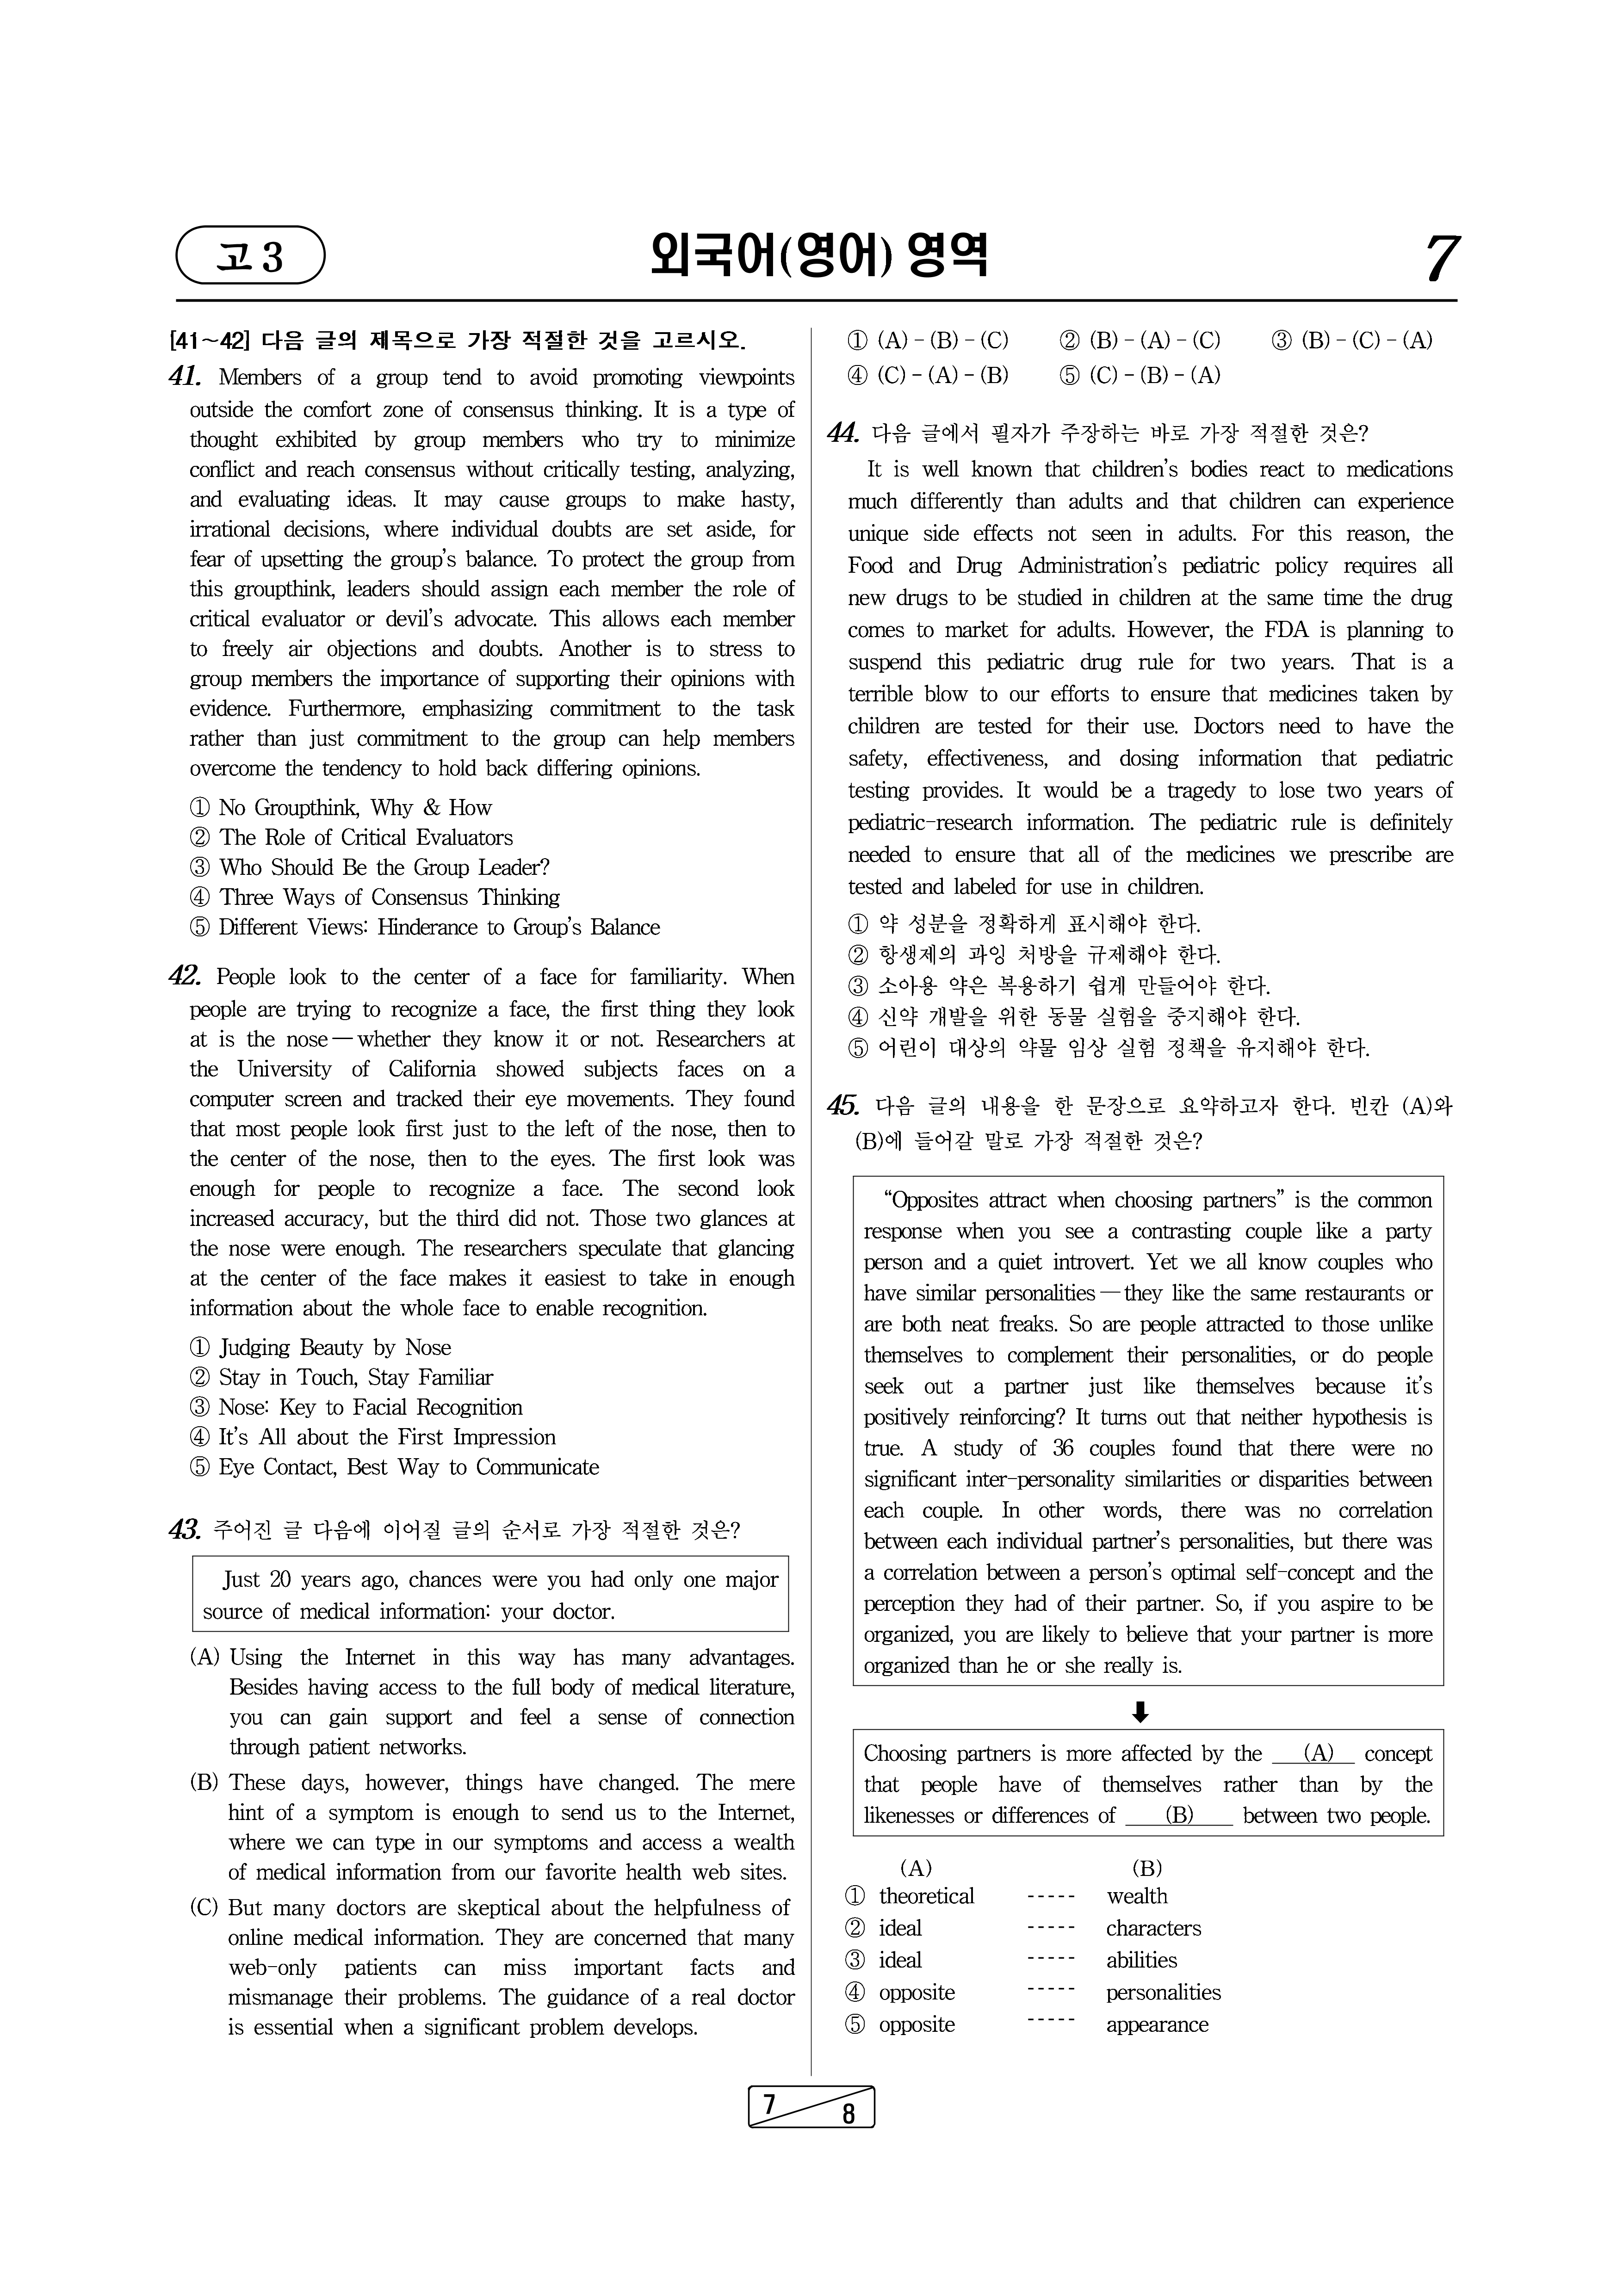 고 3
외국어(영어) 영역
7
[41~42] 다음 글의 제목으로 가장 적절한 것을 고르시오.
41. Members of a group tend to avoid promoting viewpoints
outside the comfort zone of consensus thinking. It is a type of
thought exhibited by group members who try to minimize
conflict and reach consensus without critically testing, analyzing,
and evaluating ideas. It may cause groups to make hasty,
irrational decisions, where individual doubts are set aside, for
fear of upsetting the group's balance. To protect the group from
this groupthink, leaders should assign each member the role of
critical evaluator or devil's advocate. This allows each member
to freely air objections and doubts. Another is to stress to
group members the importance of supporting their opinions with
evidence. Furthermore, emphasizing commitment to the task
rather than just commitment to the group can help members
overcome the tendency to hold back differing opinions.
① No Groupthink, Why & How
② The Role of Critical Evaluators
③ Who Should Be the Group Leader?
④ Three Ways of Consensus Thinking
⑤ Different Views: Hinderance to Group's Balance
42. People look to the center of a face for familiarity. When
people are trying to recognize a face, the first thing they look
at is the nose — whether they know it or not. Researchers at
the University of California showed subjects faces on a
computer screen and tracked their eye movements. They found
that most people look first just to the left of the nose, then to
the center of the nose, then to the eyes. The first look was
enough for people to recognize a face. The second look
increased accuracy, but the third did not. Those two glances at
the nose were enough. The researchers speculate that glancing
at the center of the face makes it easiest to take in enough
information about the whole face to enable recognition.
① Judging Beauty by Nose
② Stay in Touch, Stay Familiar
③ Nose: Key to Facial Recognition
④ It's All about the First Impression
⑤ Eye Contact, Best Way to Communicate
43. 주어진 글 다음에 이어질 글의 순서로 가장 적절한 것은?
Just 20 years ago, chances were you had only one major
source of medical information: your doctor.
(A) Using the Internet in this way has many advantages.
Besides having access to the full body of medical literature,
you can gain support and feel a sense of connection
through patient networks.
(B) These days, however, things have changed. The mere
hint of a symptom is enough to send us to the Internet,
where we can type in our symptoms and access a wealth
of medical information from our favorite health web sites.
(C) But many doctors are skeptical about the helpfulness of
online medical information. They are concerned that many
web-only patients can miss important facts and
mismanage their problems. The guidance of a real doctor
is essential when a significant problem develops.
① (A) - (B) - (C) ② (B) - (A) - (C) ③ (B) - (C) - (A)
④ (C) - (A) - (B) ⑤ (C) - (B) - (A)
44. 다음 글에서 필자가 주장하는 바로 가장 적절한 것은?
It is well known that children's bodies react to medications
much differently than adults and that children can experience
unique side effects not seen in adults. For this reason, the
Food and Drug Administration's pediatric policy requires all
new drugs to be studied in children at the same time the drug
comes to market for adults. However, the FDA is planning to
suspend this pediatric drug rule for two years. That is a
terrible blow to our efforts to ensure that medicines taken by
children are tested for their use. Doctors need to have the
safety, effectiveness, and dosing information that pediatric
testing provides. It would be a tragedy to lose two years of
pediatric-research information. The pediatric rule is definitely
needed to ensure that all of the medicines we prescribe are
tested and labeled for use in children.
① 약 성분을 정확하게 표시해야 한다.
② 항생제의 과잉 처방을 규제해야 한다.
③ 소아용 약은 복용하기 쉽게 만들어야 한다.
④ 신약 개발을 위한 동물 실험을 중지해야 한다.
⑤ 어린이 대상의 약물 임상 실험 정책을 유지해야 한다.
45. 다음 글의 내용을 한 문장으로 요약하고자 한다. 빈칸 (A)와
(B)에 들어갈 말로 가장 적절한 것은?
“Opposites attract when choosing partners” is the common
response when you see a contrasting couple like a party
person and a quiet introvert. Yet we all know couples who
have similar personalities — they like the same restaurants or
are both neat freaks. So are people attracted to those unlike
themselves to complement their personalities, or do people
seek out a partner just like themselves because it's
positively reinforcing? It turns out that neither hypothesis is
true. A study of 36 couples found that there were no
significant inter-personality similarities or disparities between
each couple. In other words, there was no correlation
between each individual partner's personalities, but there was
a correlation between a person's optimal self-concept and the
perception they had of their partner. So, if you aspire to be
organized, you are likely to believe that your partner is more
organized than he or she really is.
Choosing partners is more affected by the (A) concept
that people have of themselves rather than by the
likenesses or differences of (B) between two people.
(A) (B)
① theoretical ----- wealth
② ideal ----- characters
③ ideal ----- abilities
④ opposite ----- personalities
⑤ opposite ----- appearance
7
8